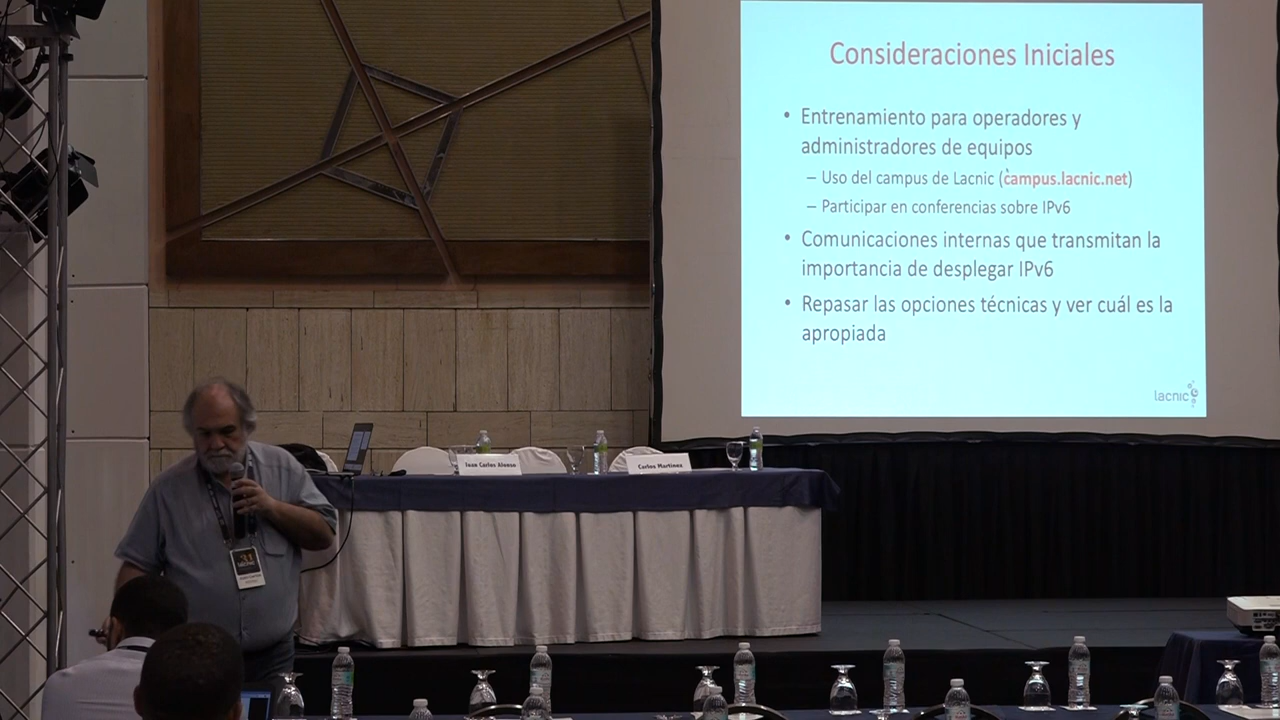 Consideraciones Iniciales
• Entrenamiento para operadores y
administradores de equipos
– Uso del campus de Lacnic (campus.lacnic.net)
– Participar en conferencias sobre IPv6
• Comunicaciones internas que transmitan la
importancia de desplegar IPv6
• Repasar las opciones técnicas y ver cuál es la
apropiada
lacnic
Juan Carlos Alonso
Carlos Martinez
31